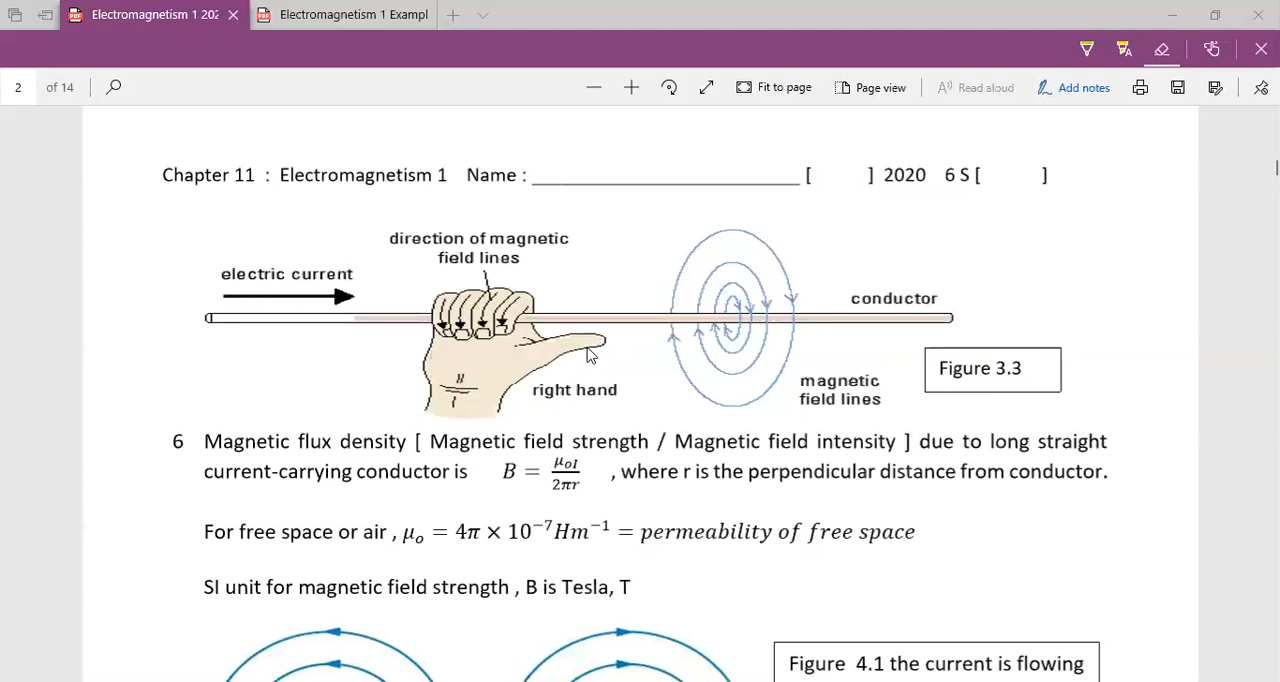 Electromagnetism 1 202
Electromagnetism 1 Exampl
2 of 14
Fit to page
Page view
Read aloud
Add notes
Chapter 11 : Electromagnetism 1 Name : ____________________________ [ ] 2020 6 S [ ]
direction of magnetic
field lines
electric current
conductor
Figure 3.3
right hand
magnetic
field lines
6 Magnetic flux density [ Magnetic field strength / Magnetic field intensity ] due to long straight
current-carrying conductor is B = μoI / 2πr , where r is the perpendicular distance from conductor.
For free space or air , μₒ = 4π × 10⁻⁷Hm⁻¹ = permeability of free space
SI unit for magnetic field strength , B is Tesla, T
Figure 4.1 the current is flowing